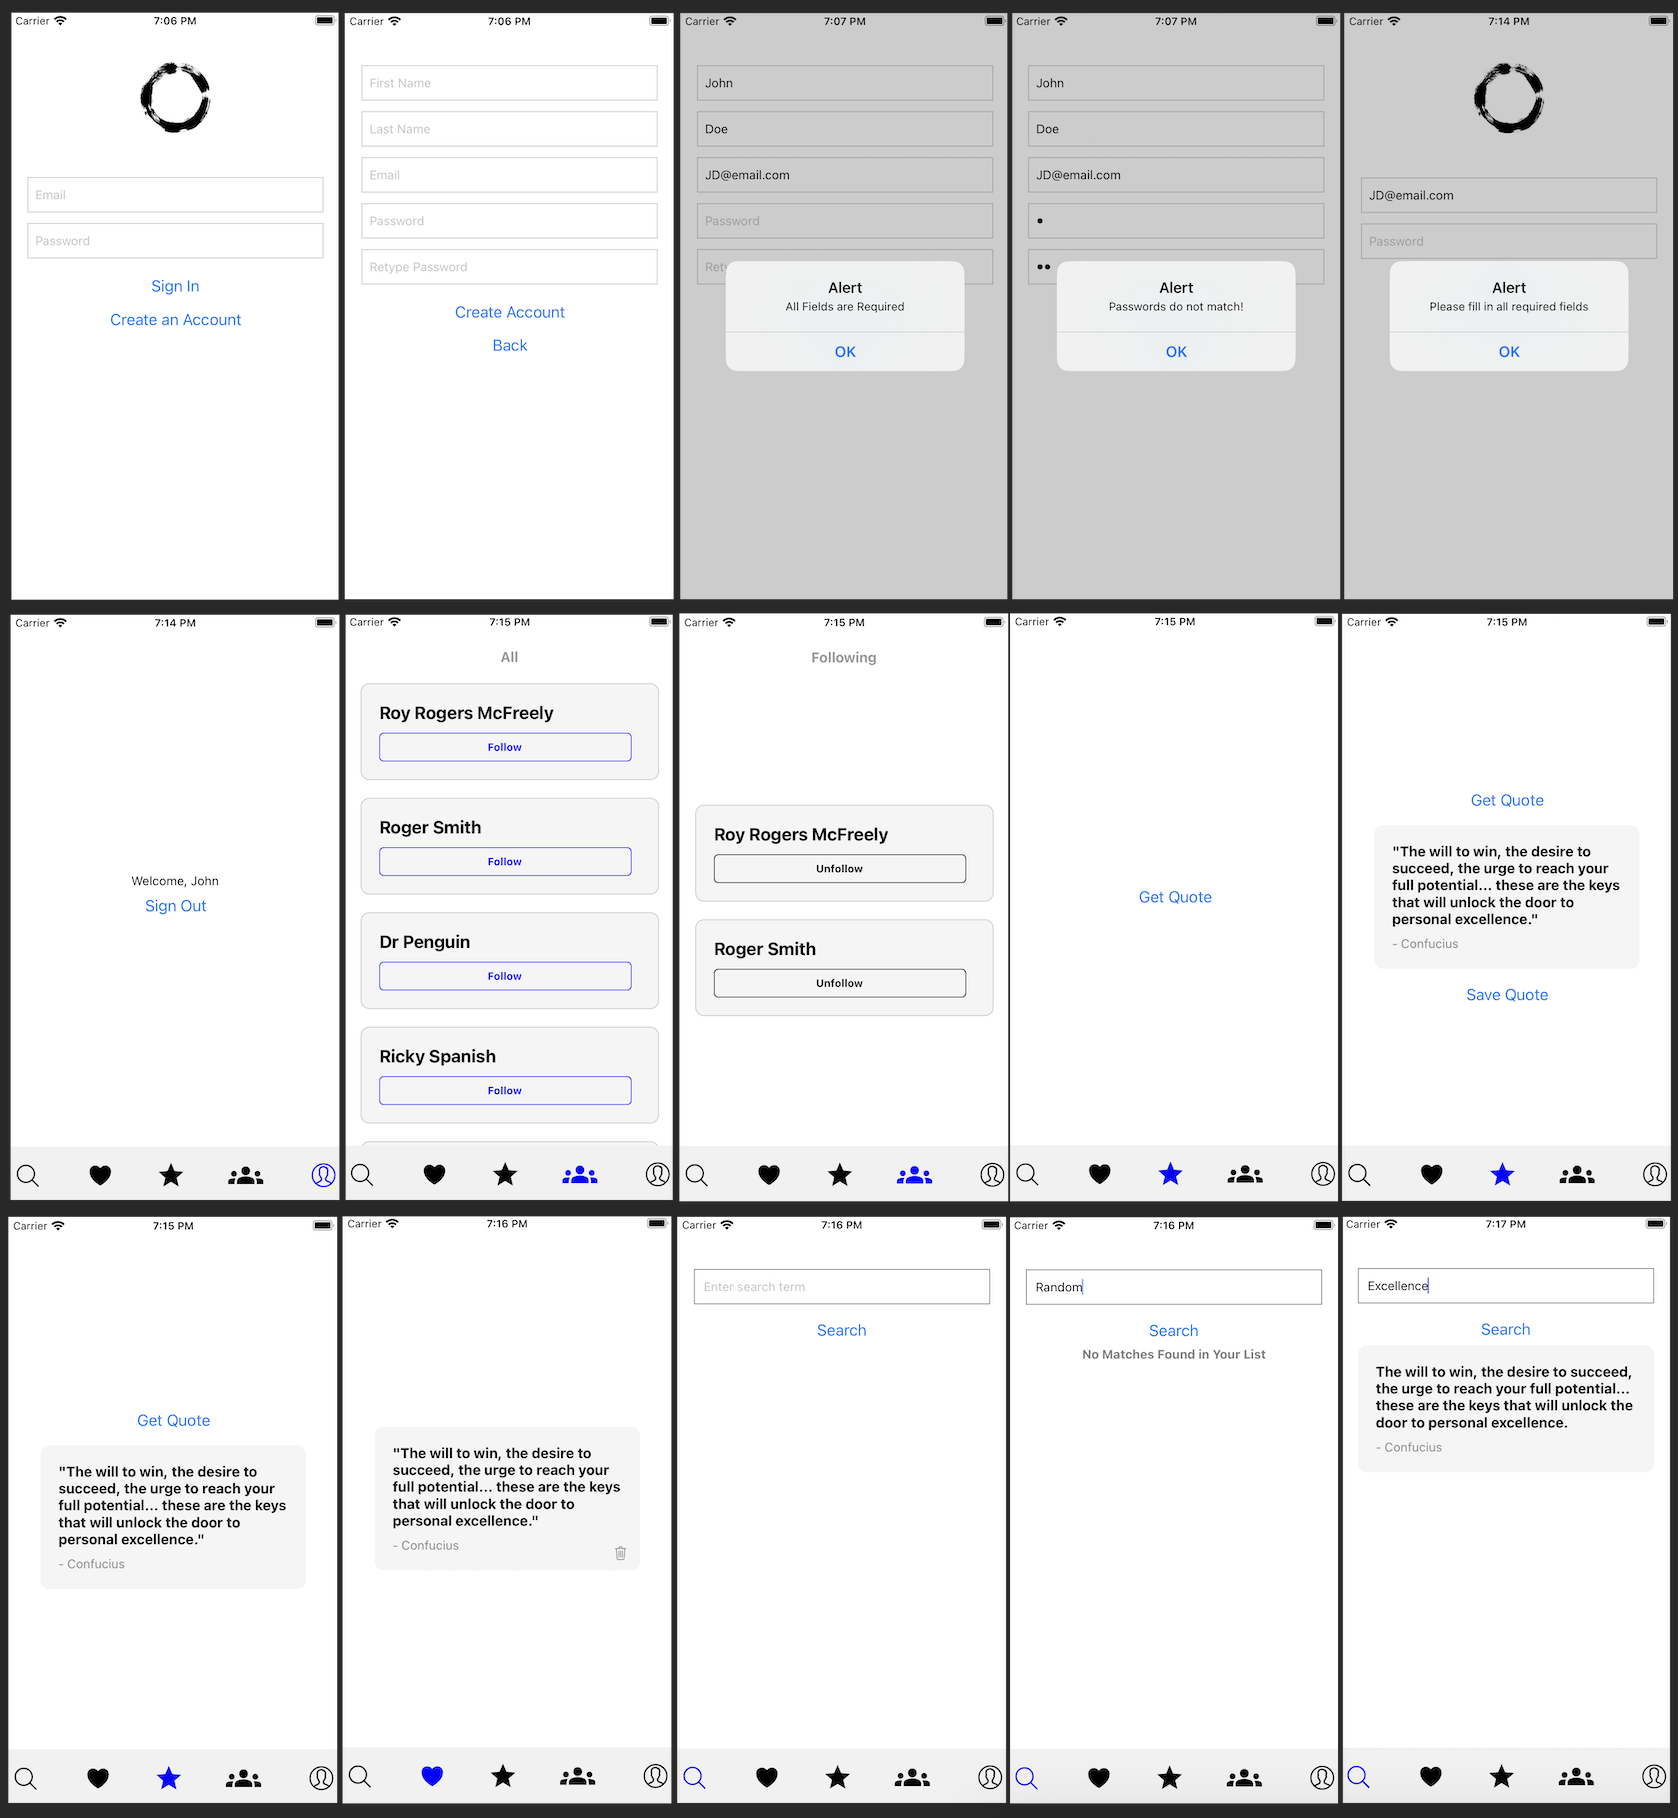 Carrier 7:06 PM
Email
Password
Sign In
Create an Account
Carrier 7:06 PM
First Name
Last Name
Email
Password
Retype Password
Create Account
Back
Carrier 7:07 PM
John
Doe
JD@email.com
Password
Rety
Alert
All Fields are Required
OK
Carrier 7:07 PM
John
Doe
JD@email.com
Alert
Passwords do not match!
OK
Carrier 7:14 PM
JD@email.com
Password
Alert
Please fill in all required fields
OK
Carrier 7:14 PM
Welcome, John
Sign Out
Carrier 7:15 PM
All
Roy Rogers McFreely
Follow
Roger Smith
Follow
Dr Penguin
Follow
Ricky Spanish
Follow
Carrier 7:15 PM
Following
Roy Rogers McFreely
Unfollow
Roger Smith
Unfollow
Carrier 7:15 PM
Get Quote
Carrier 7:15 PM
Get Quote
"The will to win, the desire to
succeed, the urge to reach your
full potential... these are the keys
that will unlock the door to
personal excellence."
- Confucius
Save Quote
Carrier 7:15 PM
Get Quote
"The will to win, the desire to
succeed, the urge to reach your
full potential... these are the keys
that will unlock the door to
personal excellence."
- Confucius
Carrier 7:16 PM
"The will to win, the desire to
succeed, the urge to reach your
full potential... these are the keys
that will unlock the door to
personal excellence."
- Confucius
Carrier 7:16 PM
Enter search term
Search
Carrier 7:16 PM
Random
Search
No Matches Found in Your List
Carrier 7:17 PM
Excellence
Search
The will to win, the desire to succeed,
the urge to reach your full potential...
these are the keys that will unlock the
door to personal excellence.
- Confucius